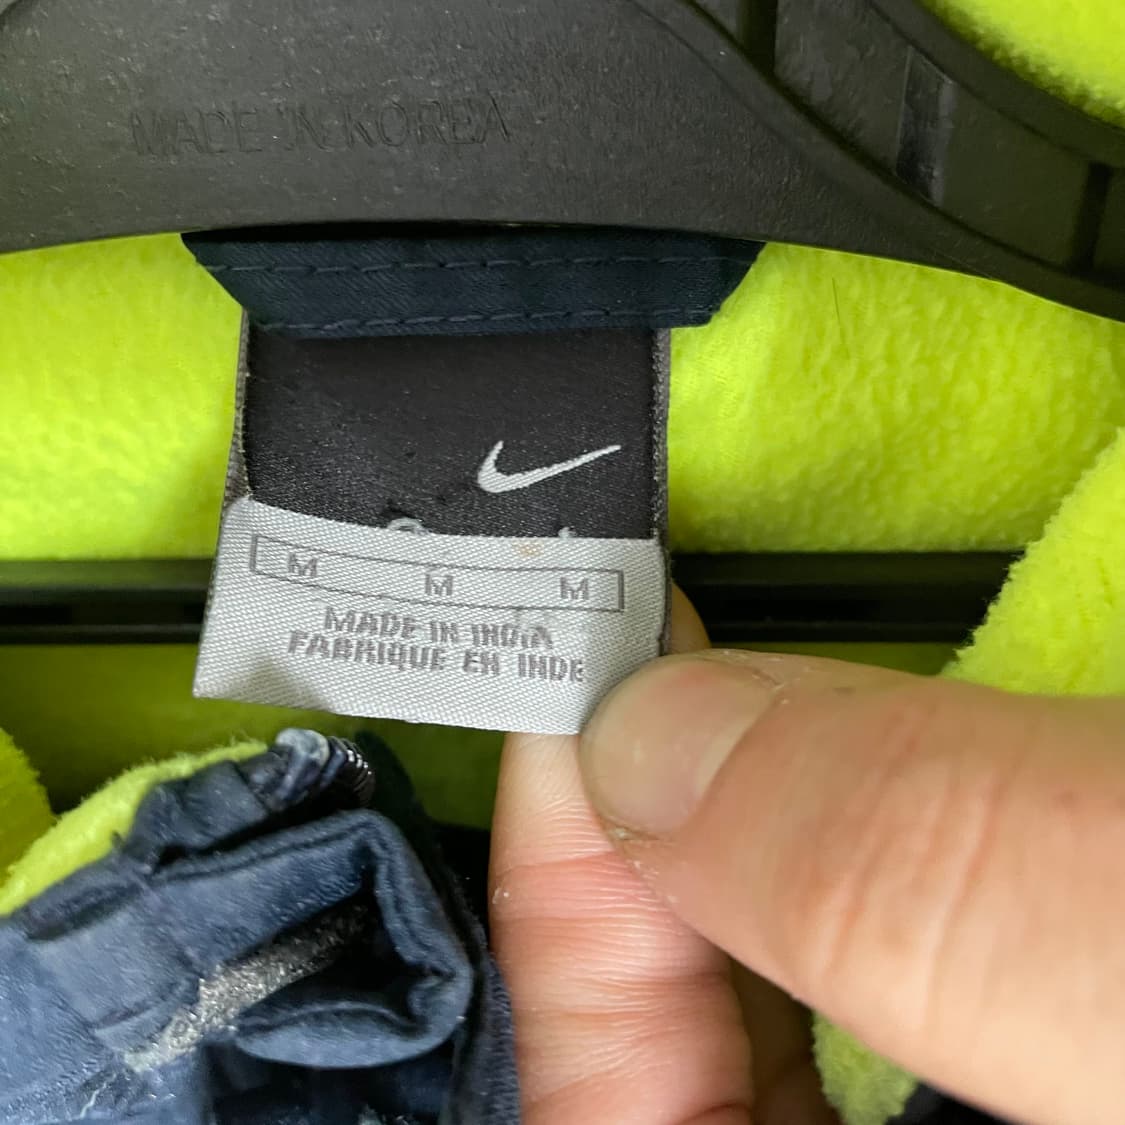 MADE IN KOREA
M M M
MADE IN INDIA
FABRIQUE EN INDE